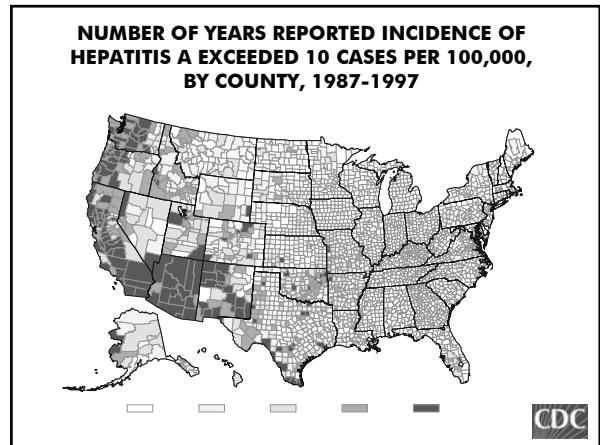 NUMBER OF YEARS REPORTED INCIDENCE OF
HEPATITIS A EXCEEDED 10 CASES PER 100,000,
BY COUNTY, 1987-1997
CDC